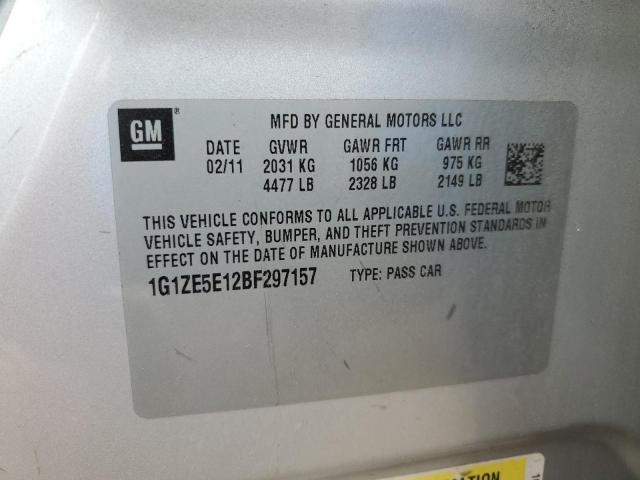 GM®
MFD BY GENERAL MOTORS LLC
DATE GVWR GAWR FRT GAWR RR
02/11 2031 KG 1056 KG 975 KG
4477 LB 2328 LB 2149 LB
THIS VEHICLE CONFORMS TO ALL APPLICABLE U.S. FEDERAL MOTOR
VEHICLE SAFETY, BUMPER, AND THEFT PREVENTION STANDARDS IN
EFFECT ON THE DATE OF MANUFACTURE SHOWN ABOVE.
1G1ZE5E12BF297157 TYPE: PASS CAR